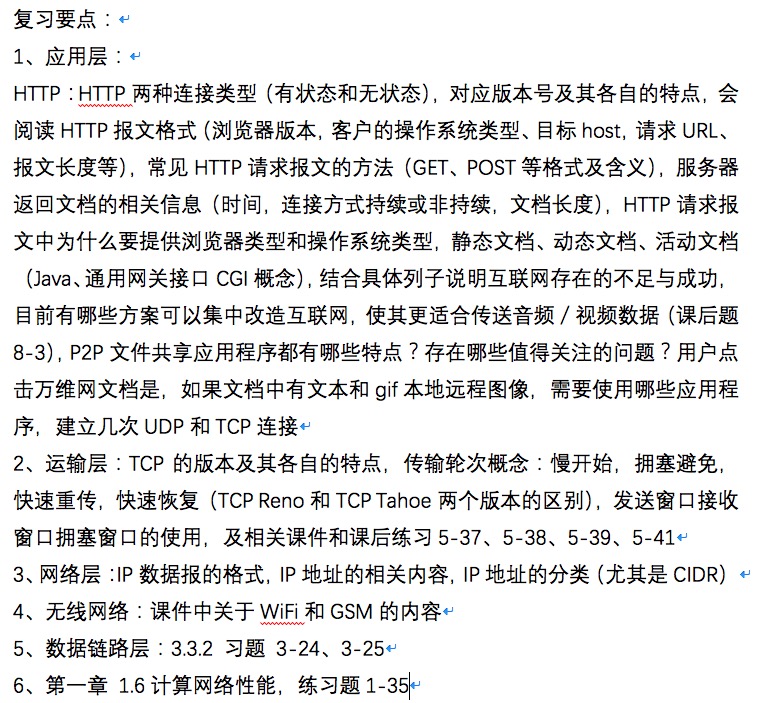 复习要点：
1、应用层：
HTTP：HTTP 两种连接类型（有状态和无状态），对应版本号及其各自的特点，会
阅读 HTTP 报文格式（浏览器版本，客户的操作系统类型、目标 host，请求 URL、
报文长度等），常见 HTTP 请求报文的方法（GET、POST 等格式及含义），服务器
返回文档的相关信息（时间，连接方式持续或非持续，文档长度），HTTP 请求报
文中为什么要提供浏览器类型和操作系统类型，静态文档、动态文档、活动文档
（Java、通用网关接口 CGI 概念），结合具体列子说明互联网存在的不足与成功，
目前有哪些方案可以集中改造互联网，使其更适合传送音频／视频数据（课后题
8-3），P2P 文件共享应用程序都有哪些特点？存在哪些值得关注的问题？用户点
击万维网文档是，如果文档中有文本和 gif 本地远程图像，需要使用哪些应用程
序，建立几次 UDP 和 TCP 连接
2、运输层：TCP 的版本及其各自的特点，传输轮次概念：慢开始，拥塞避免，
快速重传，快速恢复（TCP Reno 和 TCP Tahoe 两个版本的区别），发送窗口接收
窗口拥塞窗口的使用，及相关课件和课后练习 5-37、5-38、5-39、5-41
3、网络层：IP 数据报的格式，IP 地址的相关内容，IP 地址的分类（尤其是 CIDR）
4、无线网络：课件中关于 WiFi 和 GSM 的内容
5、数据链路层：3.3.2 习题 3-24、3-25
6、第一章 1.6 计算网络性能，练习题 1-35